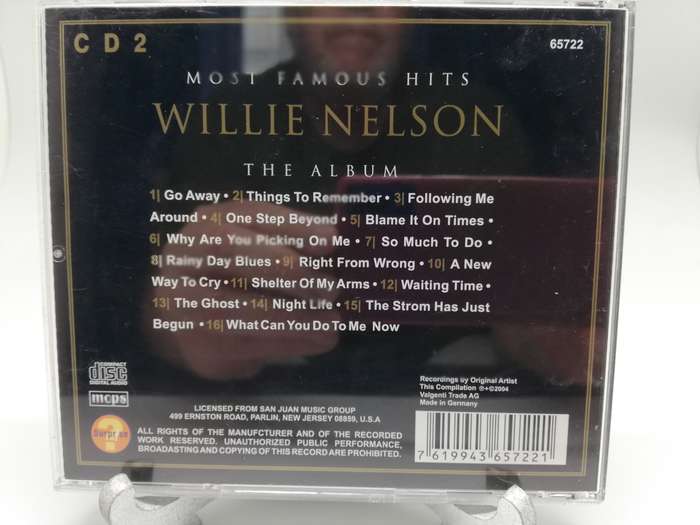 CD 2
65722
MOST FAMOUS HITS
WILLIE NELSON
THE ALBUM
1| Go Away • 2| Things To Remember • 3| Following Me
Around • 4| One Step Beyond • 5| Blame It On Times •
6| Why Are You Picking On Me • 7| So Much To Do •
8| Rainy Day Blues • 9| Right From Wrong • 10| A New
Way To Cry • 11| Shelter Of My Arms • 12| Waiting Time •
13| The Ghost • 14| Night Life • 15| The Strom Has Just
Begun • 16| What Can You Do To Me Now
COMPACT
disc
DIGITAL AUDIO
mcps
Surprise
LICENSED FROM SAN JUAN MUSIC GROUP
499 ERNSTON ROAD, PARLIN, NEW JERSEY 08859, U.S.A
ALL RIGHTS OF THE MANUFCTURER AND OF THE RECORDED
WORK RESERVED. UNAUTHORIZED PUBLIC PERFORMANCE,
BROADASTING AND COPYING OF THIS RECORD ARE PROHIBITED.
Recordings by Original Artist
This Compilation ℗+©2004
Valgenti Trade AG
Made in Germany
7 619943 657221